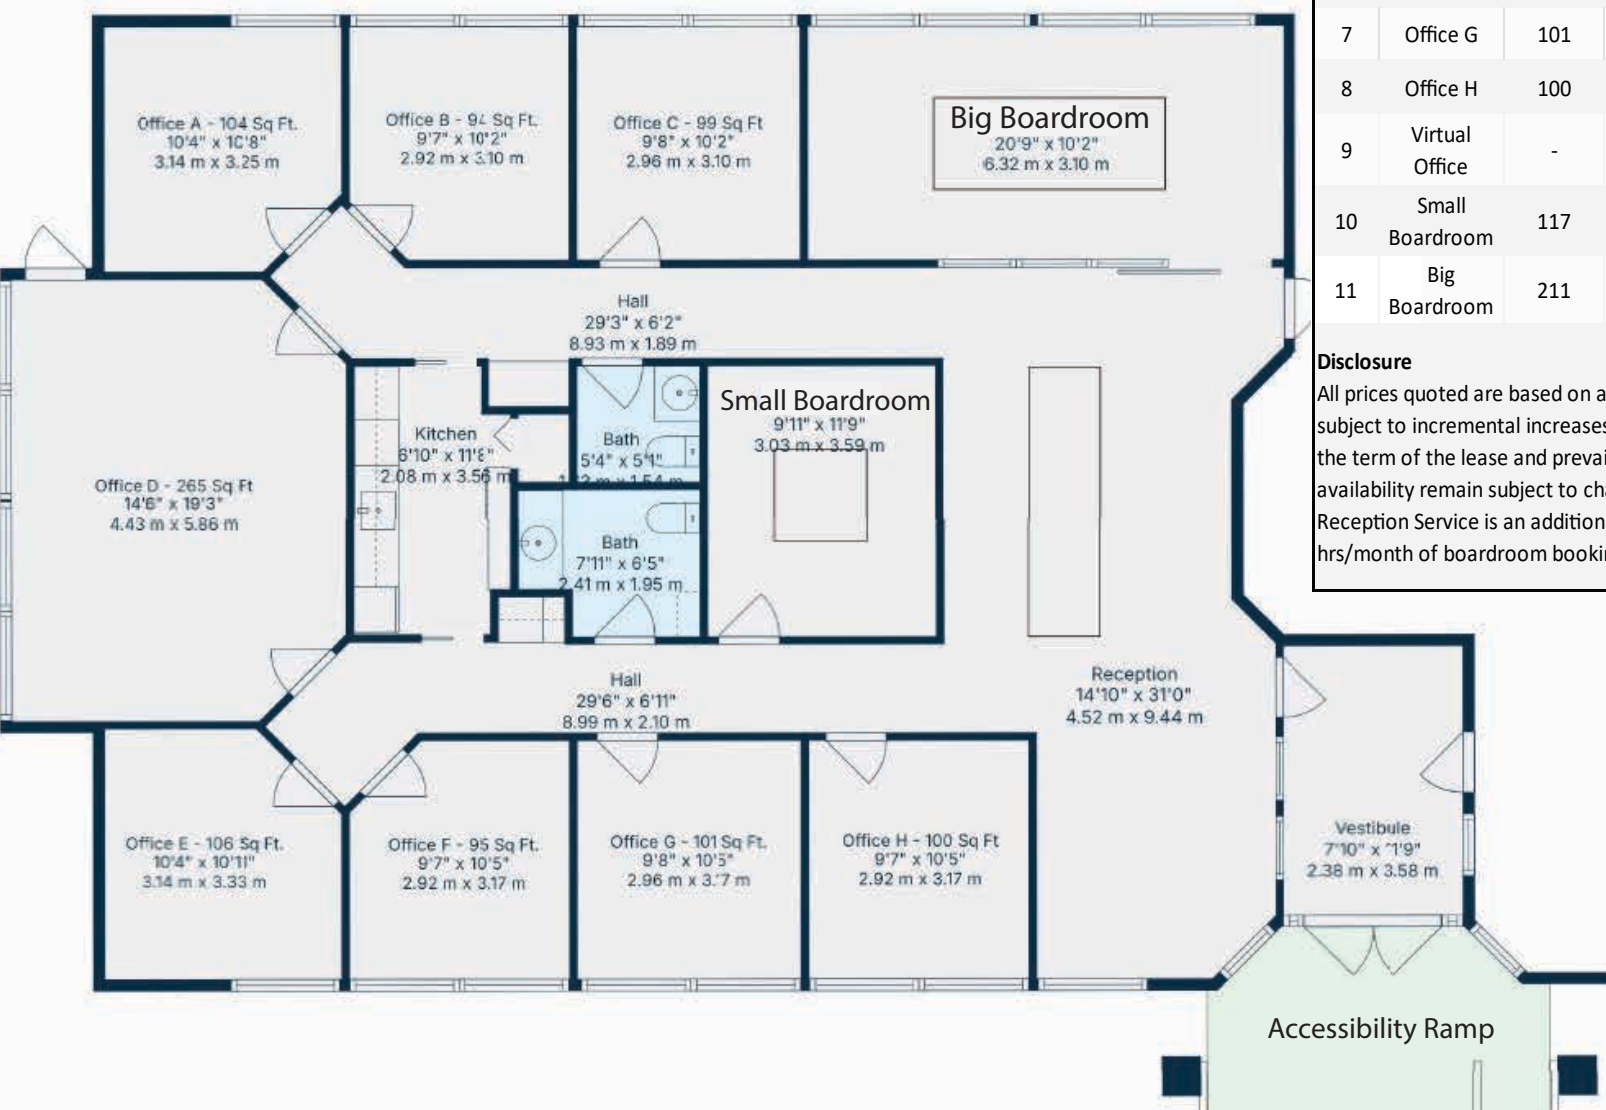 Office A - 104 Sq Ft.
10'4" x 10'8"
3.14 m x 3.25 m
Office B - 94 Sq Ft.
9'7" x 10'2"
2.92 m x 3.10 m
Office C - 99 Sq Ft
9'8" x 10'2"
2.96 m x 3.10 m
Big Boardroom
20'9" x 10'2"
6.32 m x 3.10 m
Hall
29'3" x 6'2"
8.93 m x 1.89 m
Office D - 265 Sq Ft
14'6" x 19'3"
4.43 m x 5.86 m
Kitchen
6'10" x 11'8"
2.08 m x 3.56 m
Bath
5'4" x 5'1"
m x 1.54 m
Bath
7'11" x 6'5"
2.41 m x 1.95 m
Small Boardroom
9'11" x 11'9"
3.03 m x 3.59 m
Hall
29'6" x 6'11"
8.99 m x 2.10 m
Reception
14'10" x 31'0"
4.52 m x 9.44 m
Office E - 106 Sq Ft.
10'4" x 10'11"
3.14 m x 3.33 m
Office F - 95 Sq Ft.
9'7" x 10'5"
2.92 m x 3.17 m
Office G - 101 Sq Ft.
9'8" x 10'5"
2.96 m x 3.17 m
Office H - 100 Sq Ft
9'7" x 10'5"
2.92 m x 3.17 m
Vestibule
7'10" x 11'9"
2.38 m x 3.58 m
Accessibility Ramp
7 Office G 101
8 Office H 100
9 Virtual Office -
10 Small Boardroom 117
11 Big Boardroom 211
Disclosure
All prices quoted are based on a
subject to incremental increases
the term of the lease and prevai
availability remain subject to cha
Reception Service is an addition
hrs/month of boardroom bookin